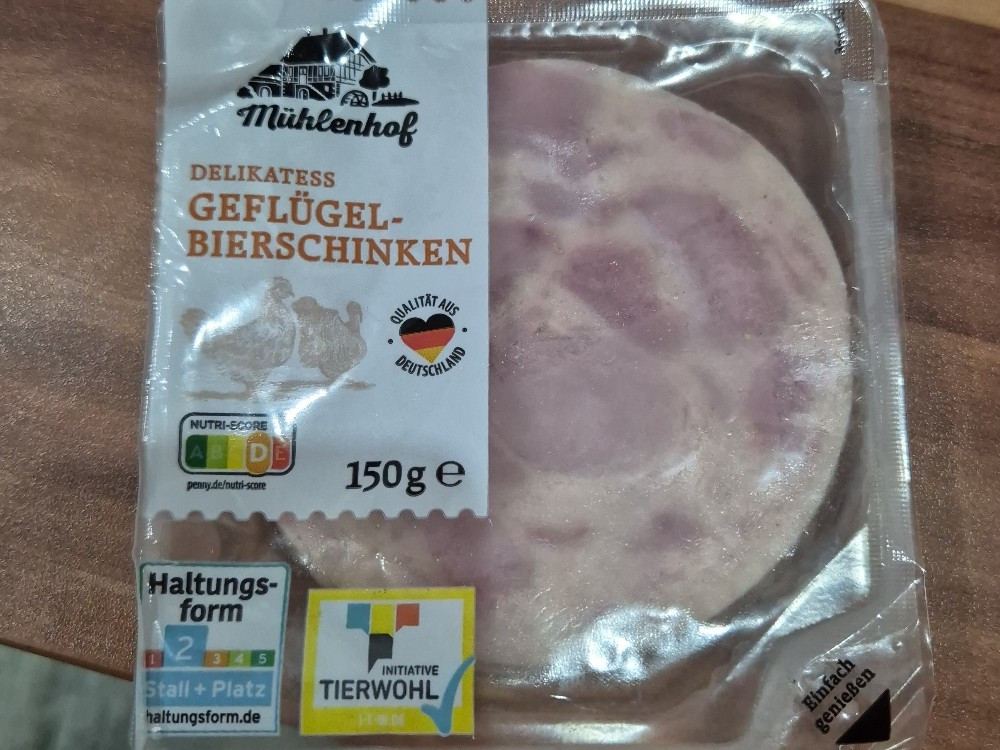 Mühlenhof
DELIKATESS
GEFLÜGEL-
BIERSCHINKEN
QUALITÄT AUS
DEUTSCHLAND
NUTRI-SCORE
A B C D E
penny.de/nutri-score
150 g ℮
Haltungs-
form
1 2 3 4 5
Stall + Platz
haltungsform.de
INITIATIVE
TIERWOHL
Einfach
genießen